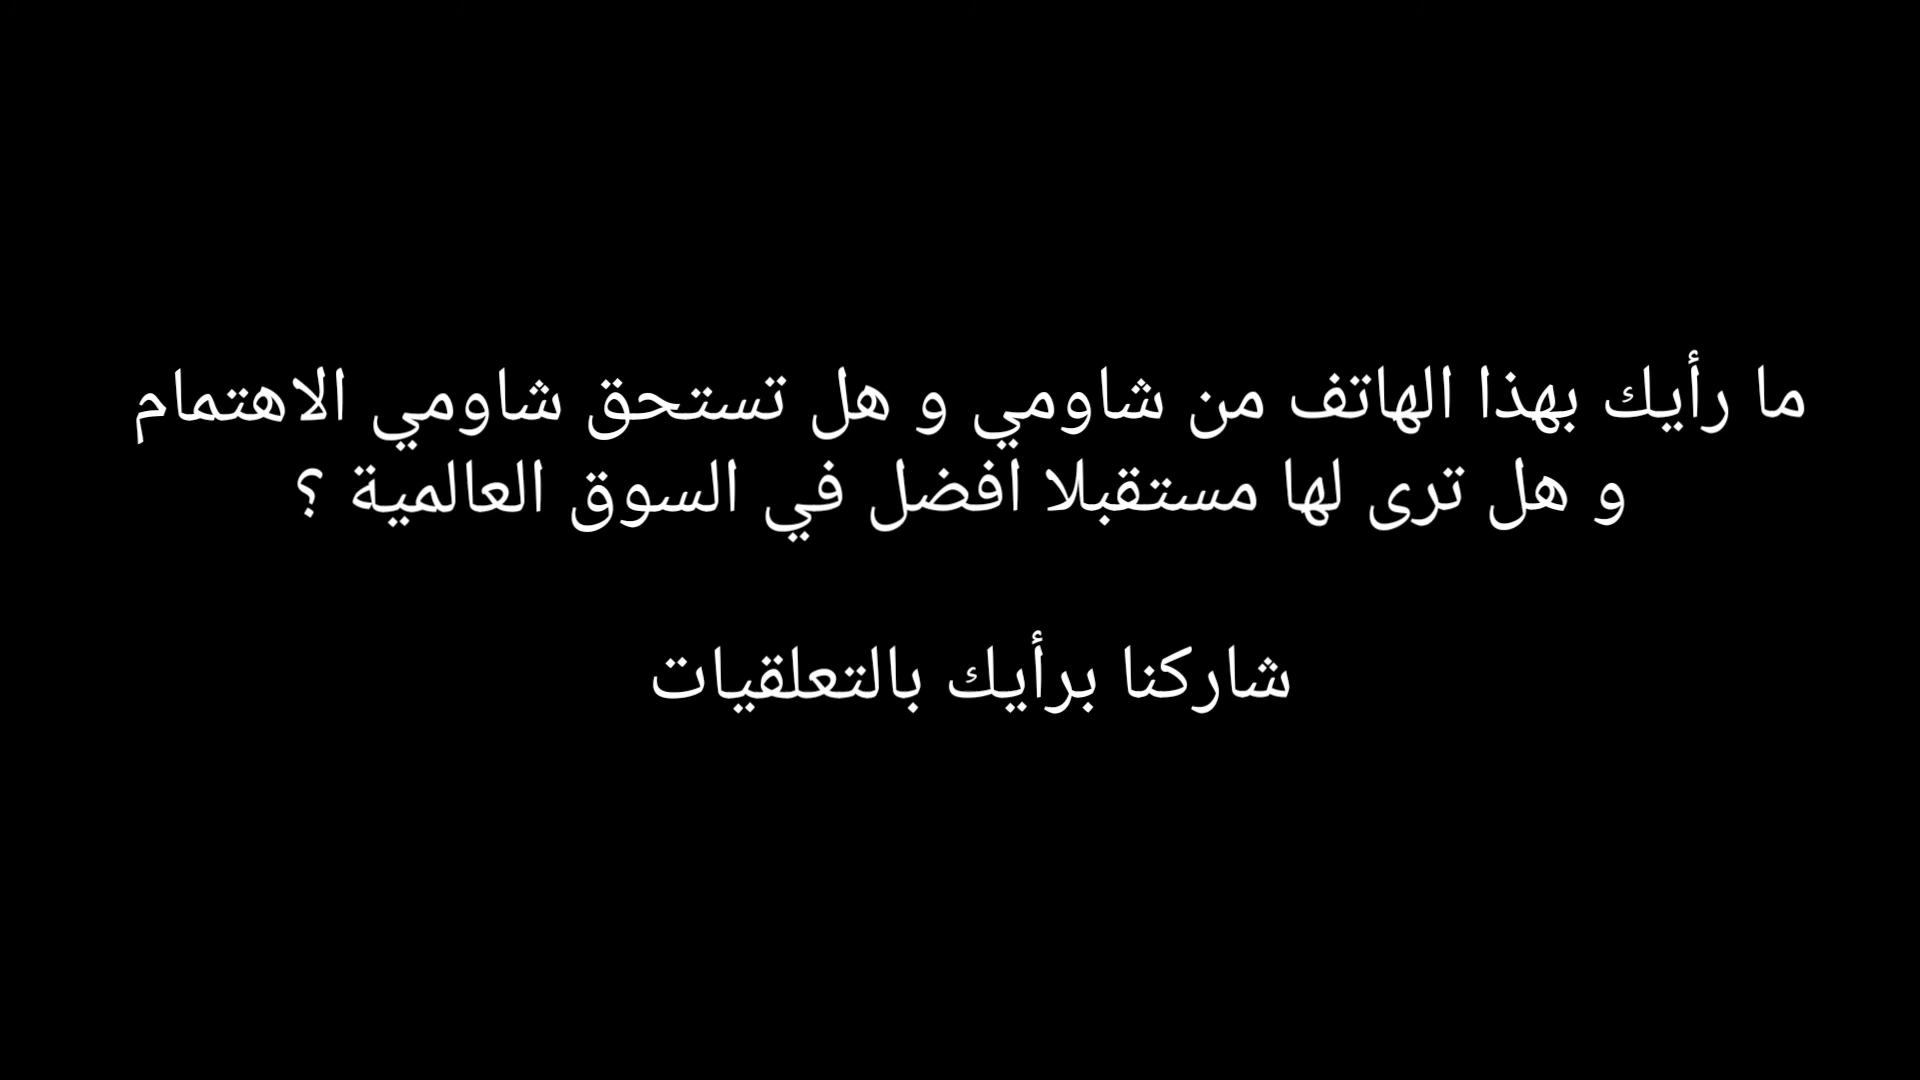 ما رأيك بهذا الهاتف من شاومي و هل تستحق شاومي الاهتمام
و هل ترى لها مستقبلا افضل في السوق العالمية ؟
شاركنا برأيك بالتعلقيات